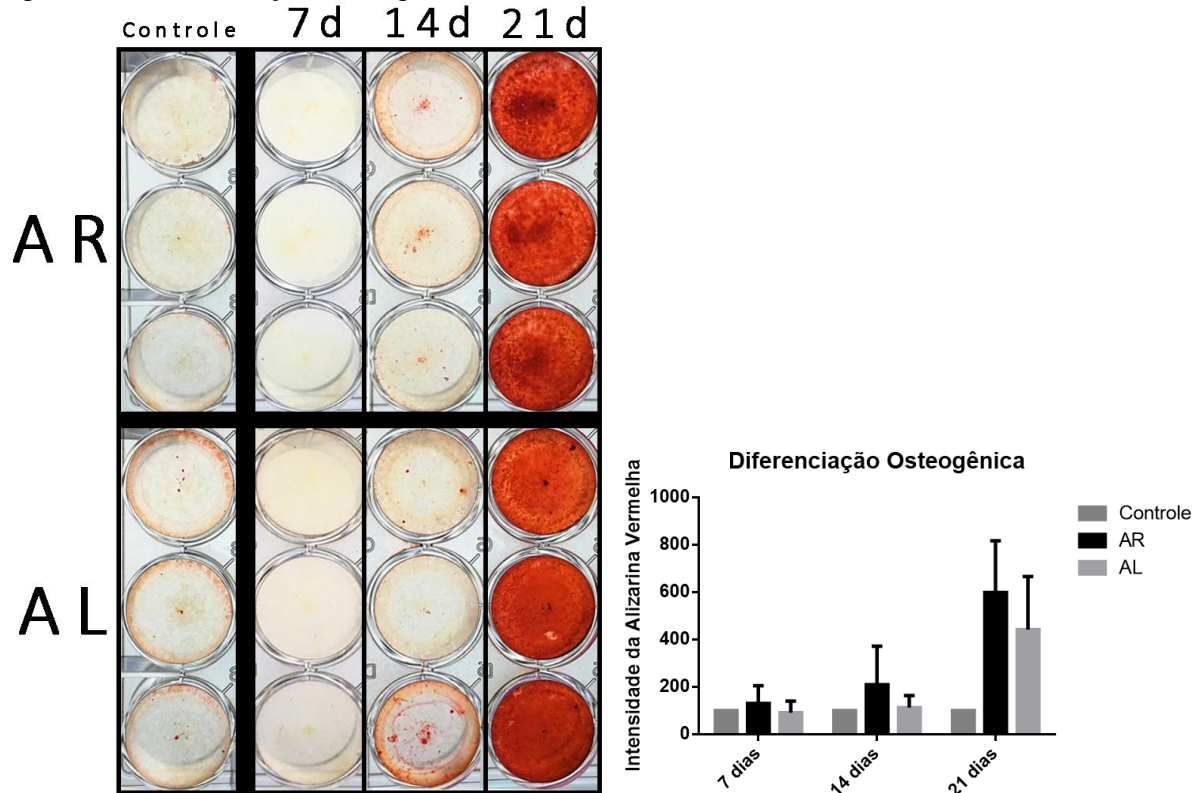 Controle 7d 14d 21d
AR
AL
Diferenciação Osteogênica
Intensidade da Alizarina Vermelha
1000
800
600
400
200
0
7 dias 14 dias 21 dias
Controle
AR
AL